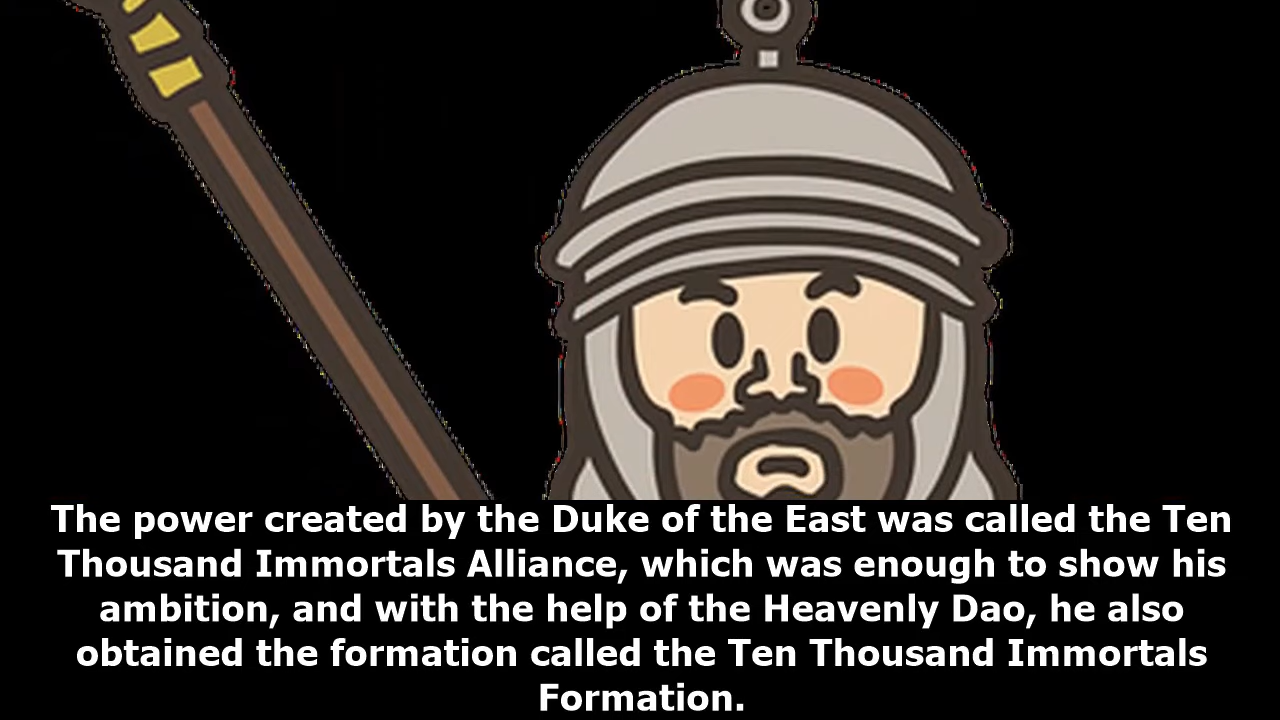 The power created by the Duke of the East was called the Ten
Thousand Immortals Alliance, which was enough to show his
ambition, and with the help of the Heavenly Dao, he also
obtained the formation called the Ten Thousand Immortals
Formation.